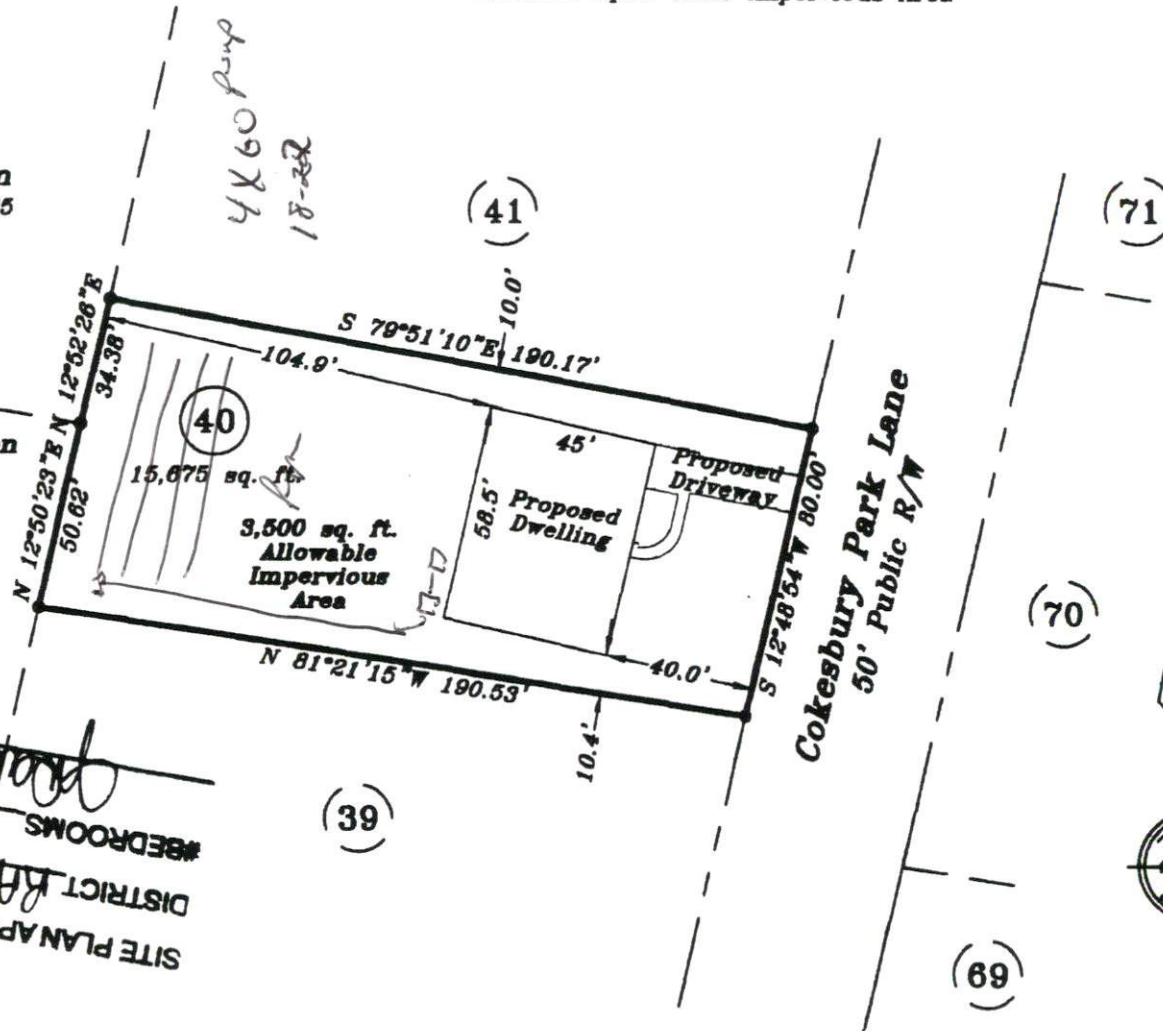 4X60 Pump
18-22
(41)
(71)
n
5
on
N 12°52'26"E
34.38'
N 12°50'23"E
50.62'
S 79°51'10"E 190.17'
10.0'
104.9'
40
15,675 sq. ft.
3,500 sq. ft.
Allowable
Impervious
Area
45'
58.5'
Proposed
Dwelling
Proposed
Driveway
S 12°48'54"W 80.00'
Cokesbury Park Lane
50' Public R/W
N 81°21'15"W 190.53'
40.0'
10.4'
(70)
(39)
(69)
#BEDROOMS
DISTRICT
SITE PLAN AP